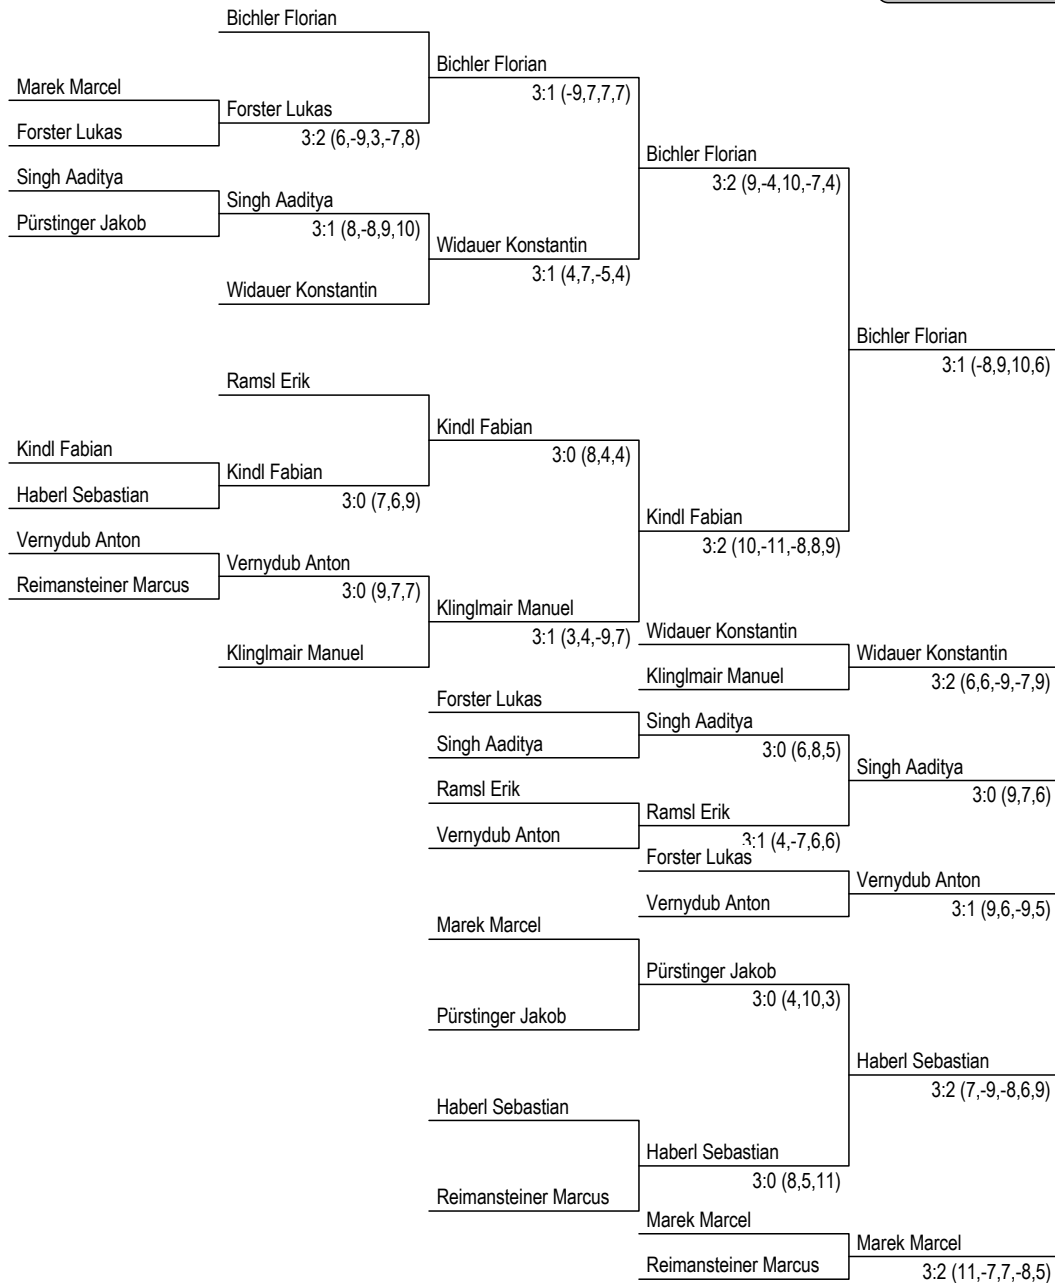 Bichler Florian
Bichler Florian
Marek Marcel
3:1 (-9,7,7,7)
Forster Lukas
Forster Lukas
3:2 (6,-9,3,-7,8)
Bichler Florian
Singh Aaditya
3:2 (9,-4,10,-7,4)
Singh Aaditya
Pürstinger Jakob
3:1 (8,-8,9,10)
Widauer Konstantin
3:1 (4,7,-5,4)
Widauer Konstantin
Bichler Florian
3:1 (-8,9,10,6)
Ramsl Erik
Kindl Fabian
Kindl Fabian
3:0 (8,4,4)
Kindl Fabian
Haberl Sebastian
3:0 (7,6,9)
Kindl Fabian
Vernydub Anton
3:2 (10,-11,-8,8,9)
Vernydub Anton
Reimansteiner Marcus
3:0 (9,7,7)
Klinglmair Manuel
3:1 (3,4,-9,7)
Widauer Konstantin
Klinglmair Manuel
Widauer Konstantin
Klinglmair Manuel
3:2 (6,6,-9,-7,9)
Forster Lukas
Singh Aaditya
Singh Aaditya
3:0 (6,8,5)
Singh Aaditya
Ramsl Erik
3:0 (9,7,6)
Ramsl Erik
Vernydub Anton
3:1 (4,-7,6,6)
Forster Lukas
Vernydub Anton
Vernydub Anton
3:1 (9,6,-9,5)
Marek Marcel
Pürstinger Jakob
3:0 (4,10,3)
Pürstinger Jakob
Haberl Sebastian
3:2 (7,-9,-8,6,9)
Haberl Sebastian
Haberl Sebastian
3:0 (8,5,11)
Reimansteiner Marcus
Marek Marcel
Marek Marcel
Reimansteiner Marcus
3:2 (11,-7,7,-8,5)